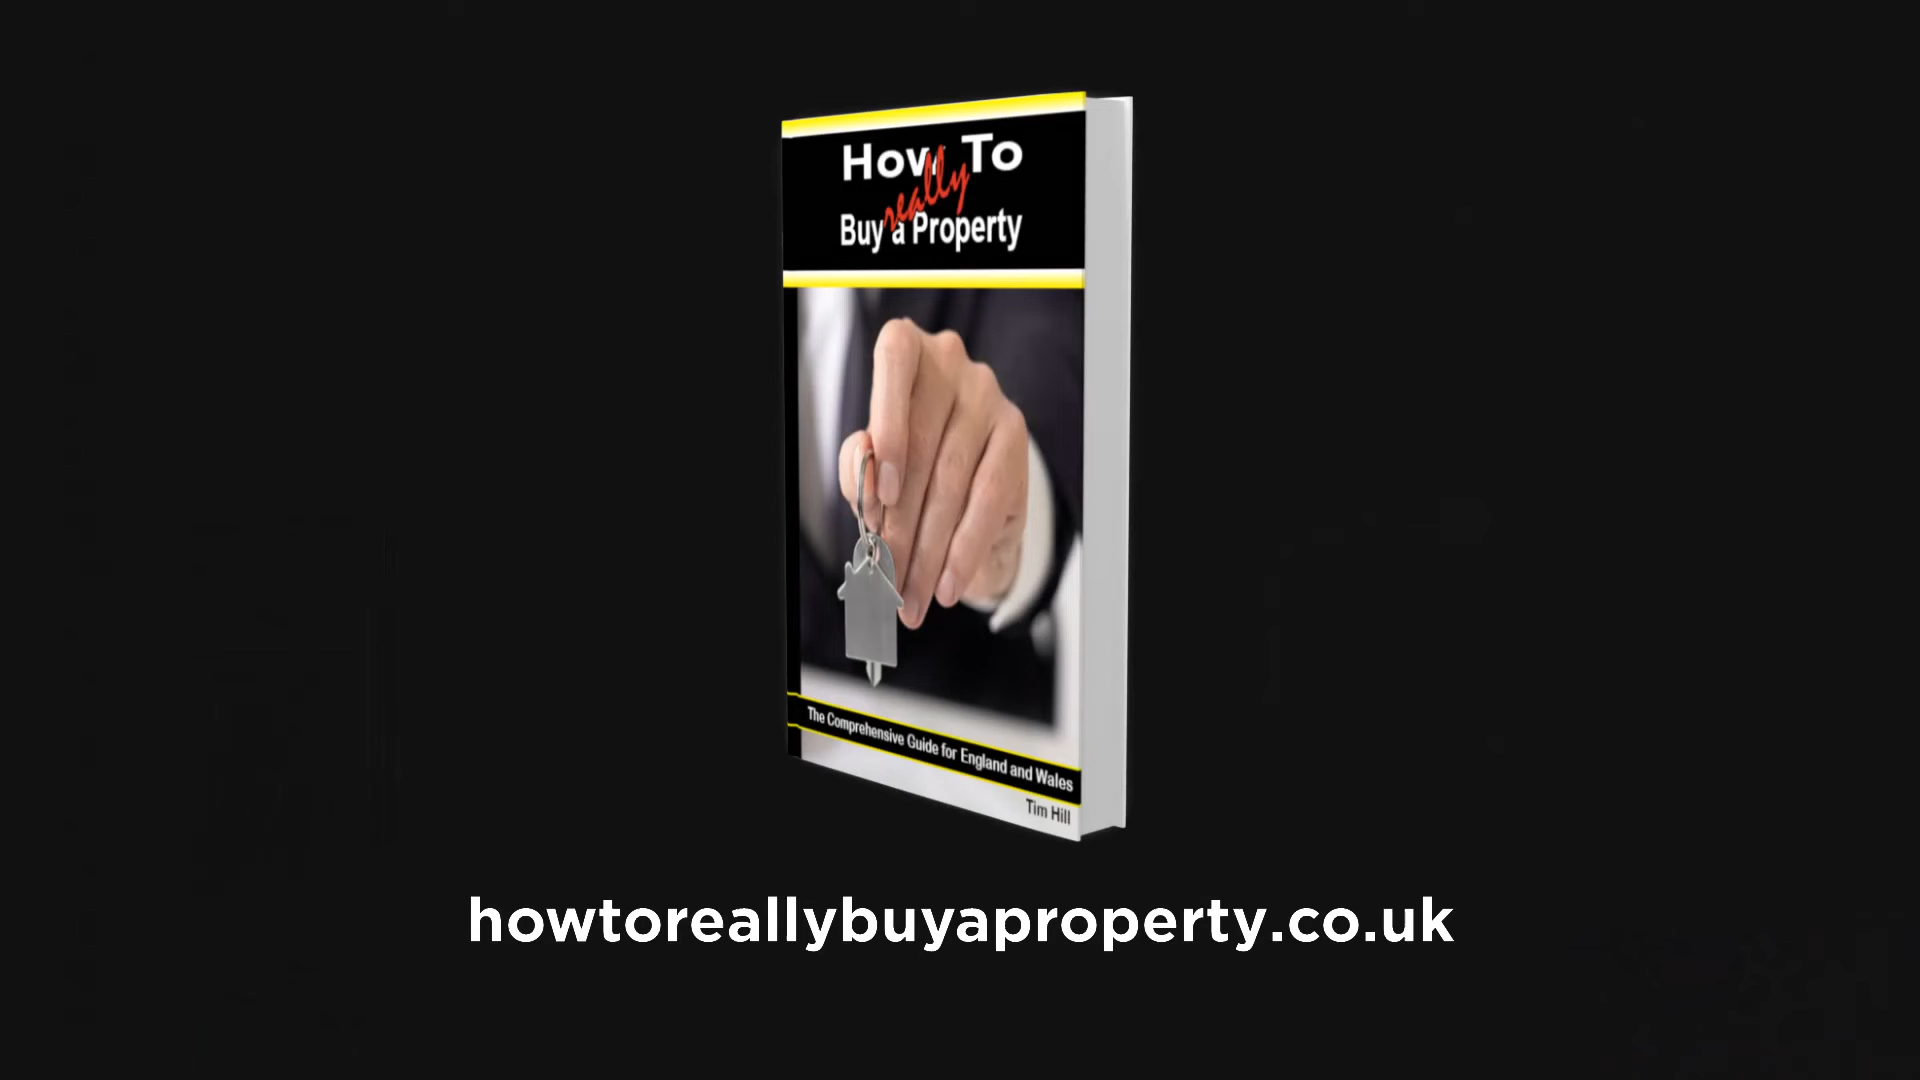 How To
really
Buy a Property
The Comprehensive Guide for England and Wales
Tim Hill
howtoreallybuyaproperty.co.uk